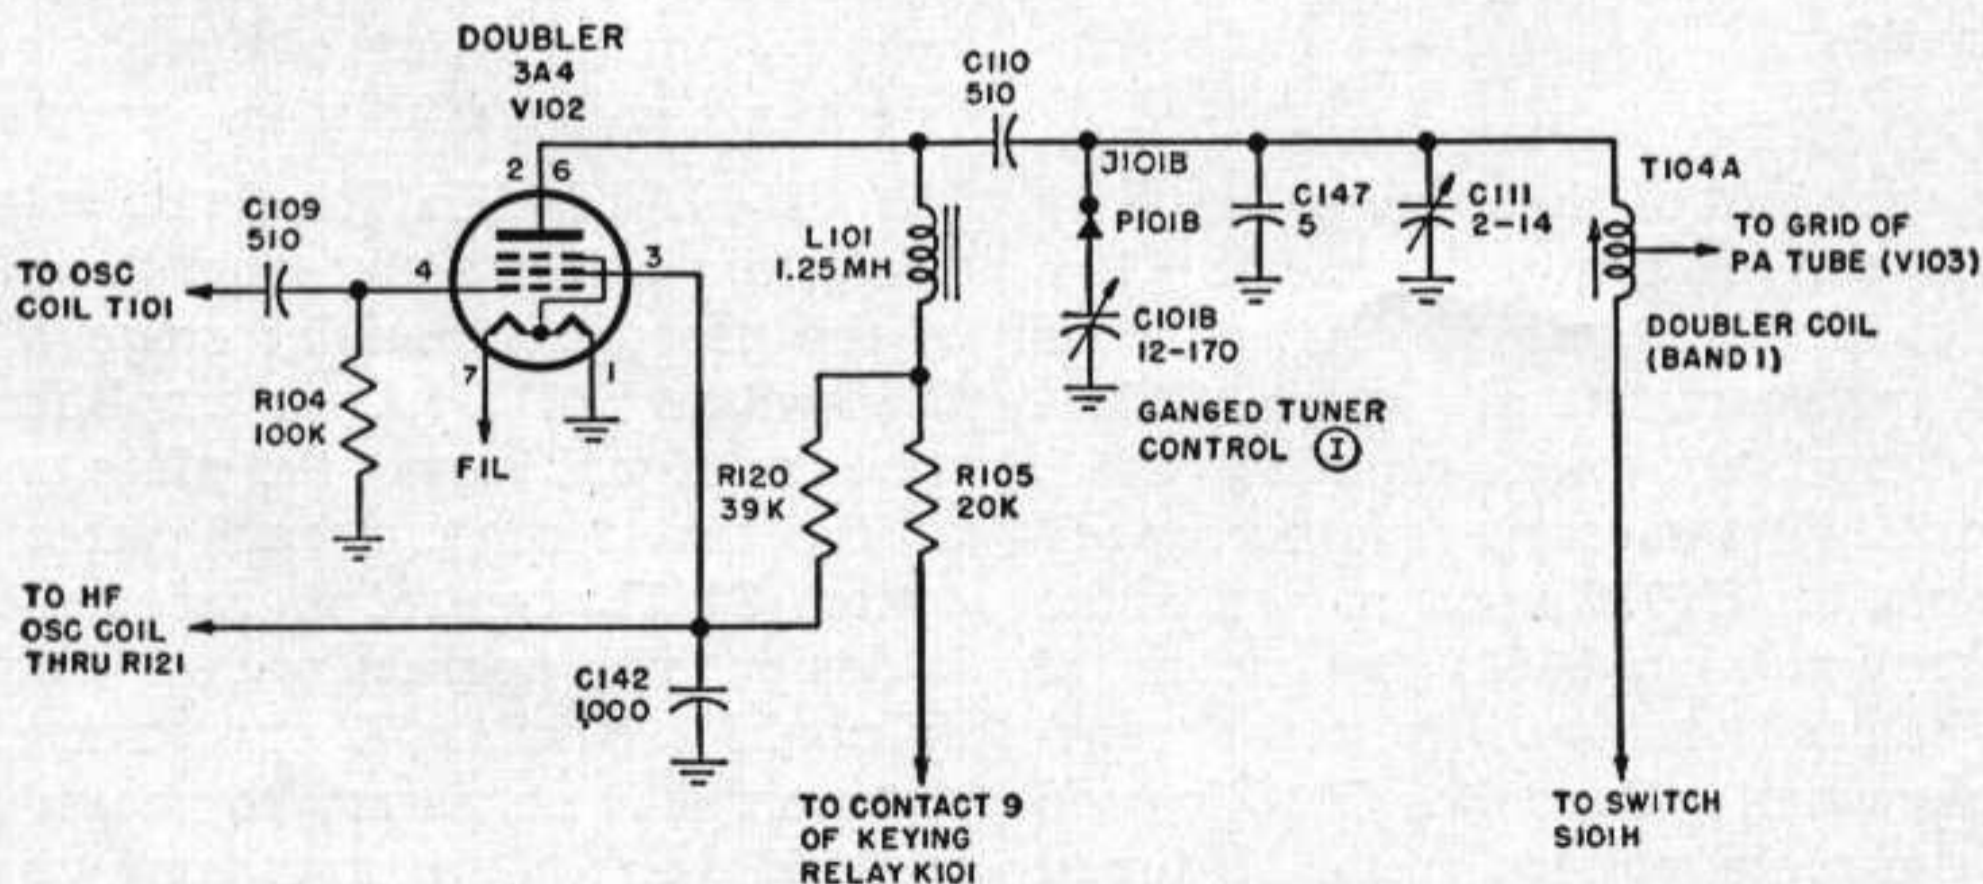 DOUBLER
3A4
V102
2 6
4
3
7
1
C109
510
TO OSC
COIL T101
R104
100K
FIL
TO HF
OSC COIL
THRU R121
C142
1,000
L101
1.25 MH
R120
39K
R105
20K
TO CONTACT 9
OF KEYING
RELAY K101
C110
510
J101B
P101B
C101B
12-170
GANGED TUNER
CONTROL I
C147
5
C111
2-14
T104A
TO GRID OF
PA TUBE (V103)
DOUBLER COIL
(BAND 1)
TO SWITCH
S101H